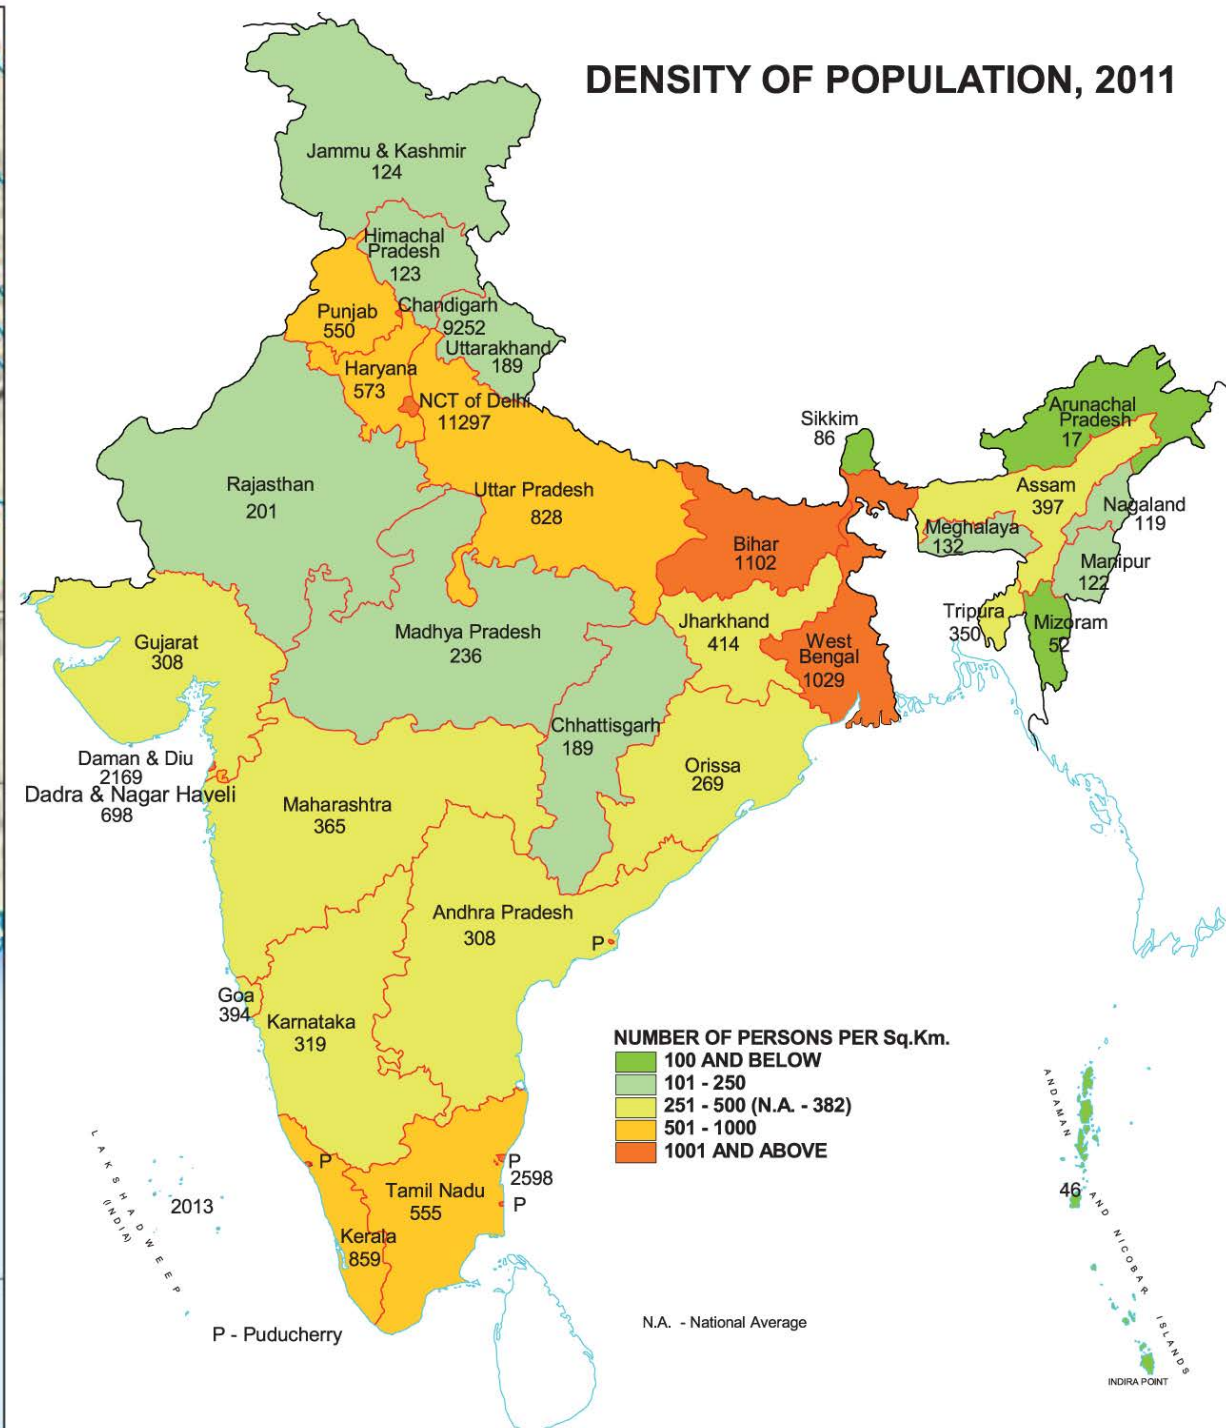 DENSITY OF POPULATION, 2011
Jammu & Kashmir
124
Himachal
Pradesh
123
Punjab
550
Chandigarh
9252
Uttarakhand
189
Haryana
573
NCT of Delhi
11297
Rajasthan
201
Uttar Pradesh
828
Sikkim
86
Arunachal
Pradesh
17
Assam
397
Nagaland
119
Meghalaya
132
Manipur
122
Bihar
1102
Tripura
350
Mizoram
52
Gujarat
308
Madhya Pradesh
236
Jharkhand
414
West
Bengal
1029
Chhattisgarh
189
Orissa
269
Daman & Diu
2169
Dadra & Nagar Haveli
698
Maharashtra
365
Andhra Pradesh
308
P
Goa
394
Karnataka
319
NUMBER OF PERSONS PER Sq.Km.
100 AND BELOW
101 - 250
251 - 500 (N.A. - 382)
501 - 1000
1001 AND ABOVE
LAKSHADWEEP
(INDIA)
2013
P
P
2598
P
Tamil Nadu
555
Kerala
859
ANDAMAN
46
AND NICOBAR
ISLANDS
INDIRA POINT
P - Puducherry
N.A. - National Average